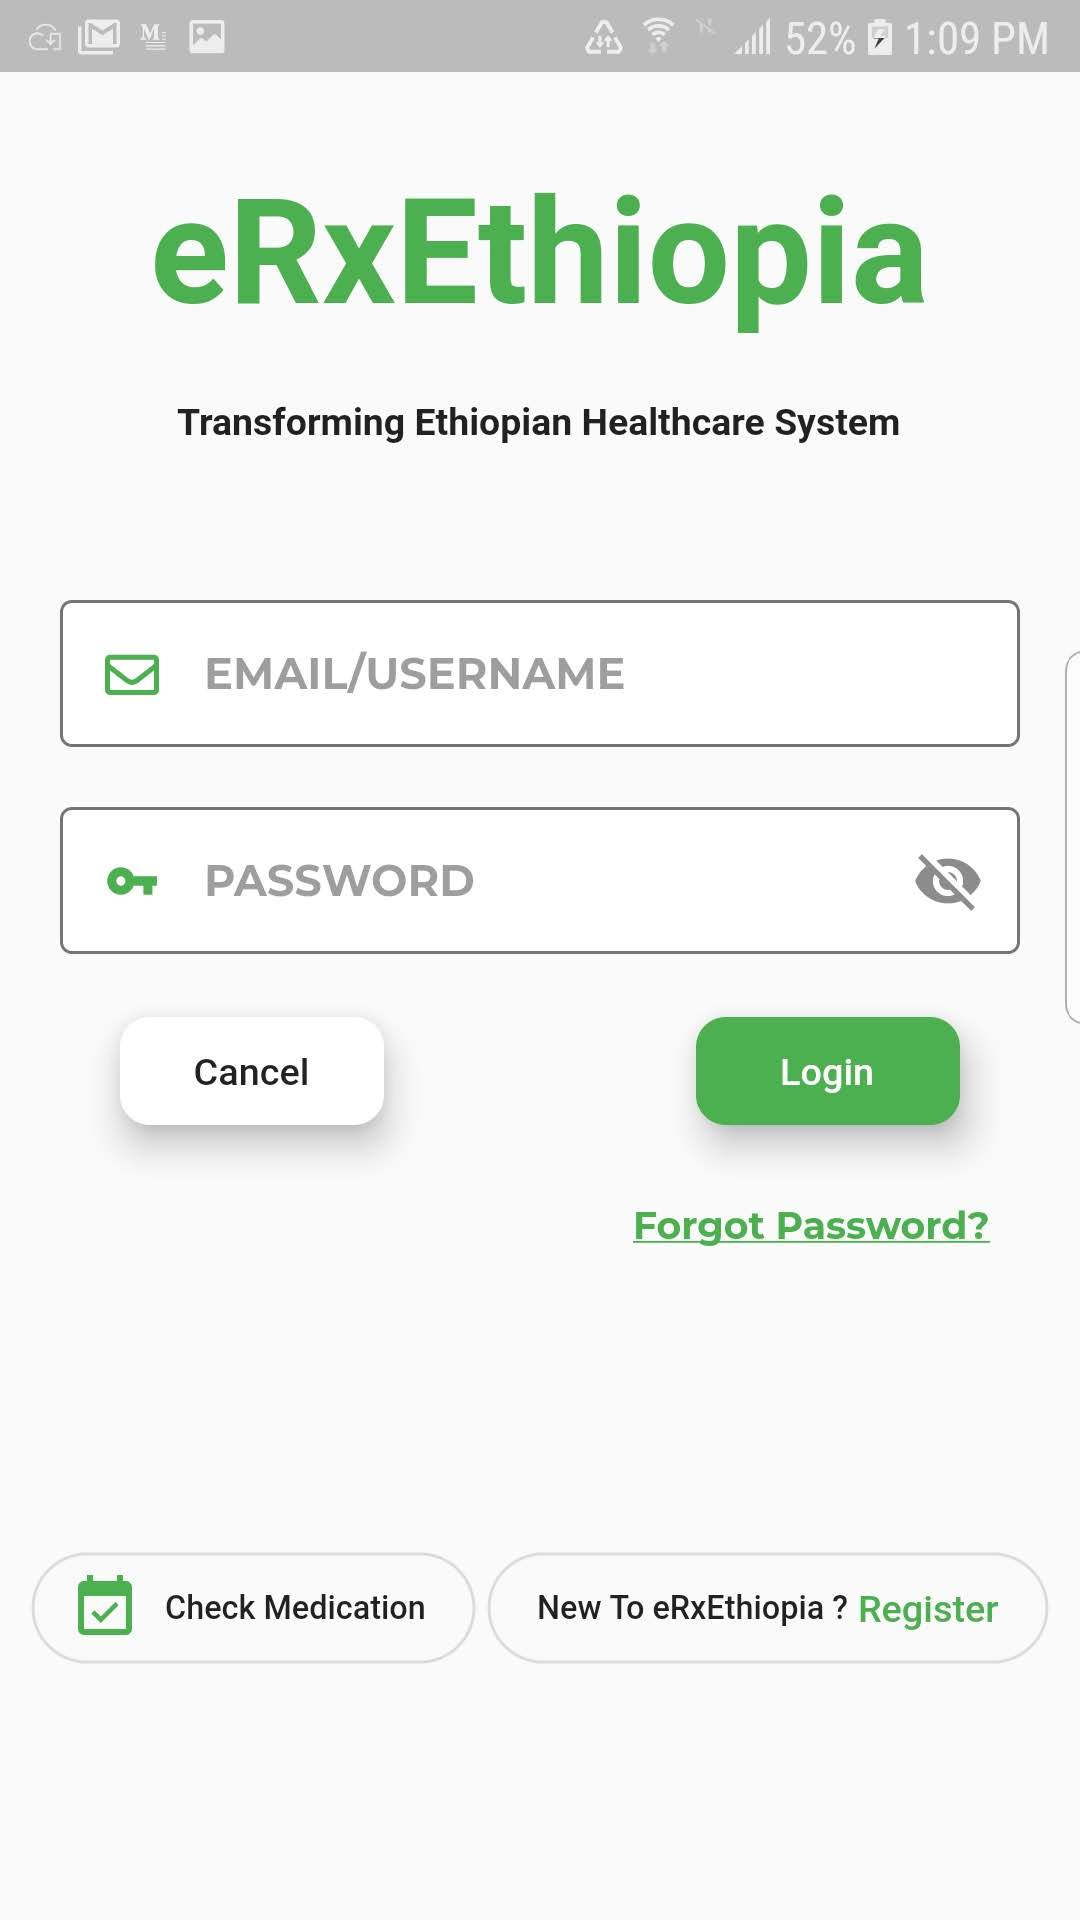 52% 1:09 PM
eRxEthiopia
Transforming Ethiopian Healthcare System
EMAIL/USERNAME
PASSWORD
Cancel
Login
Forgot Password?
Check Medication
New To eRxEthiopia ? Register